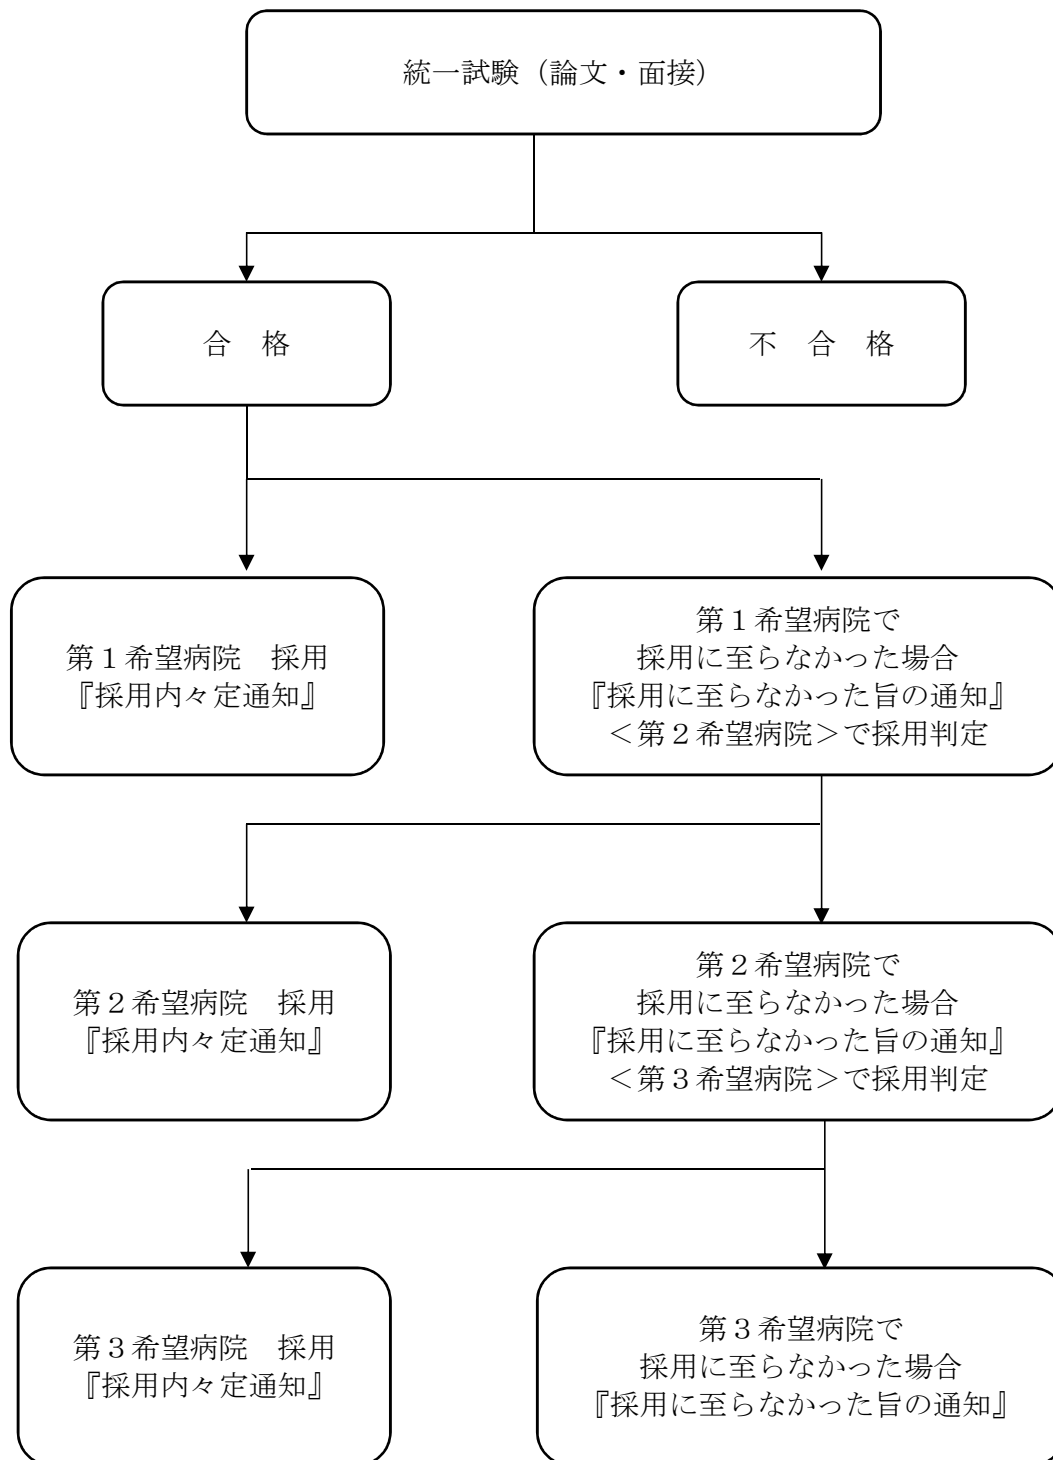 統一試験（論文・面接）
合　格
不　合　格
第１希望病院　採用
『採用内々定通知』
第１希望病院で
採用に至らなかった場合
『採用に至らなかった旨の通知』
＜第２希望病院＞で採用判定
第２希望病院　採用
『採用内々定通知』
第２希望病院で
採用に至らなかった場合
『採用に至らなかった旨の通知』
＜第３希望病院＞で採用判定
第３希望病院　採用
『採用内々定通知』
第３希望病院で
採用に至らなかった場合
『採用に至らなかった旨の通知』